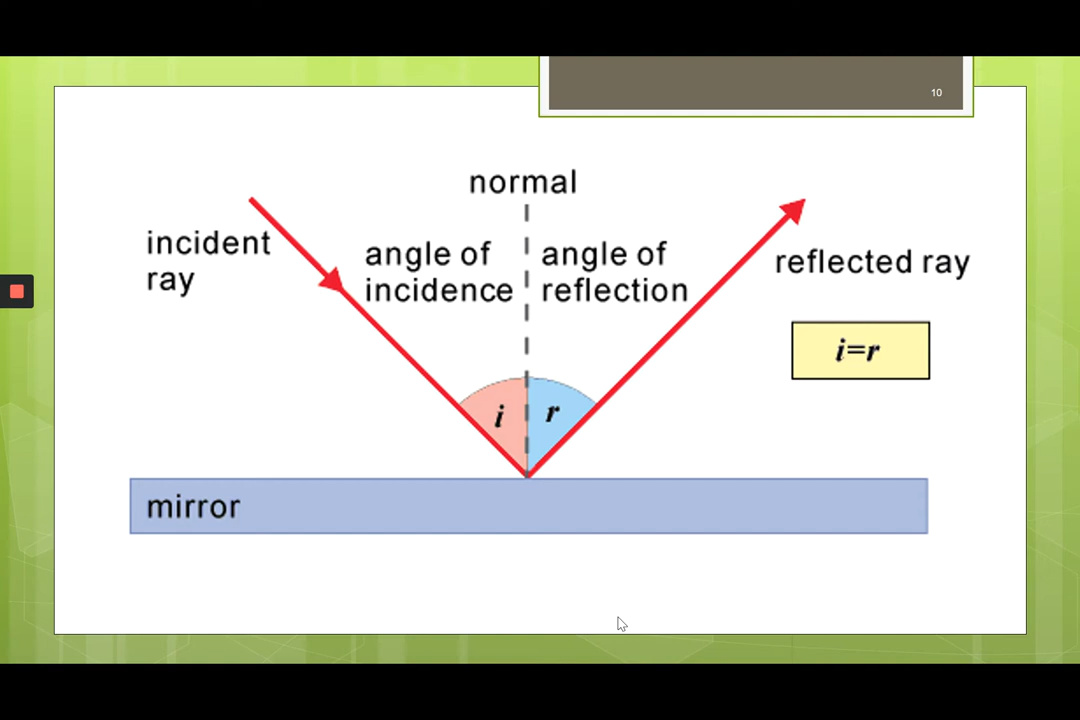 10
normal
incident
ray
angle of
incidence
angle of
reflection
reflected ray
i=r
i
r
mirror